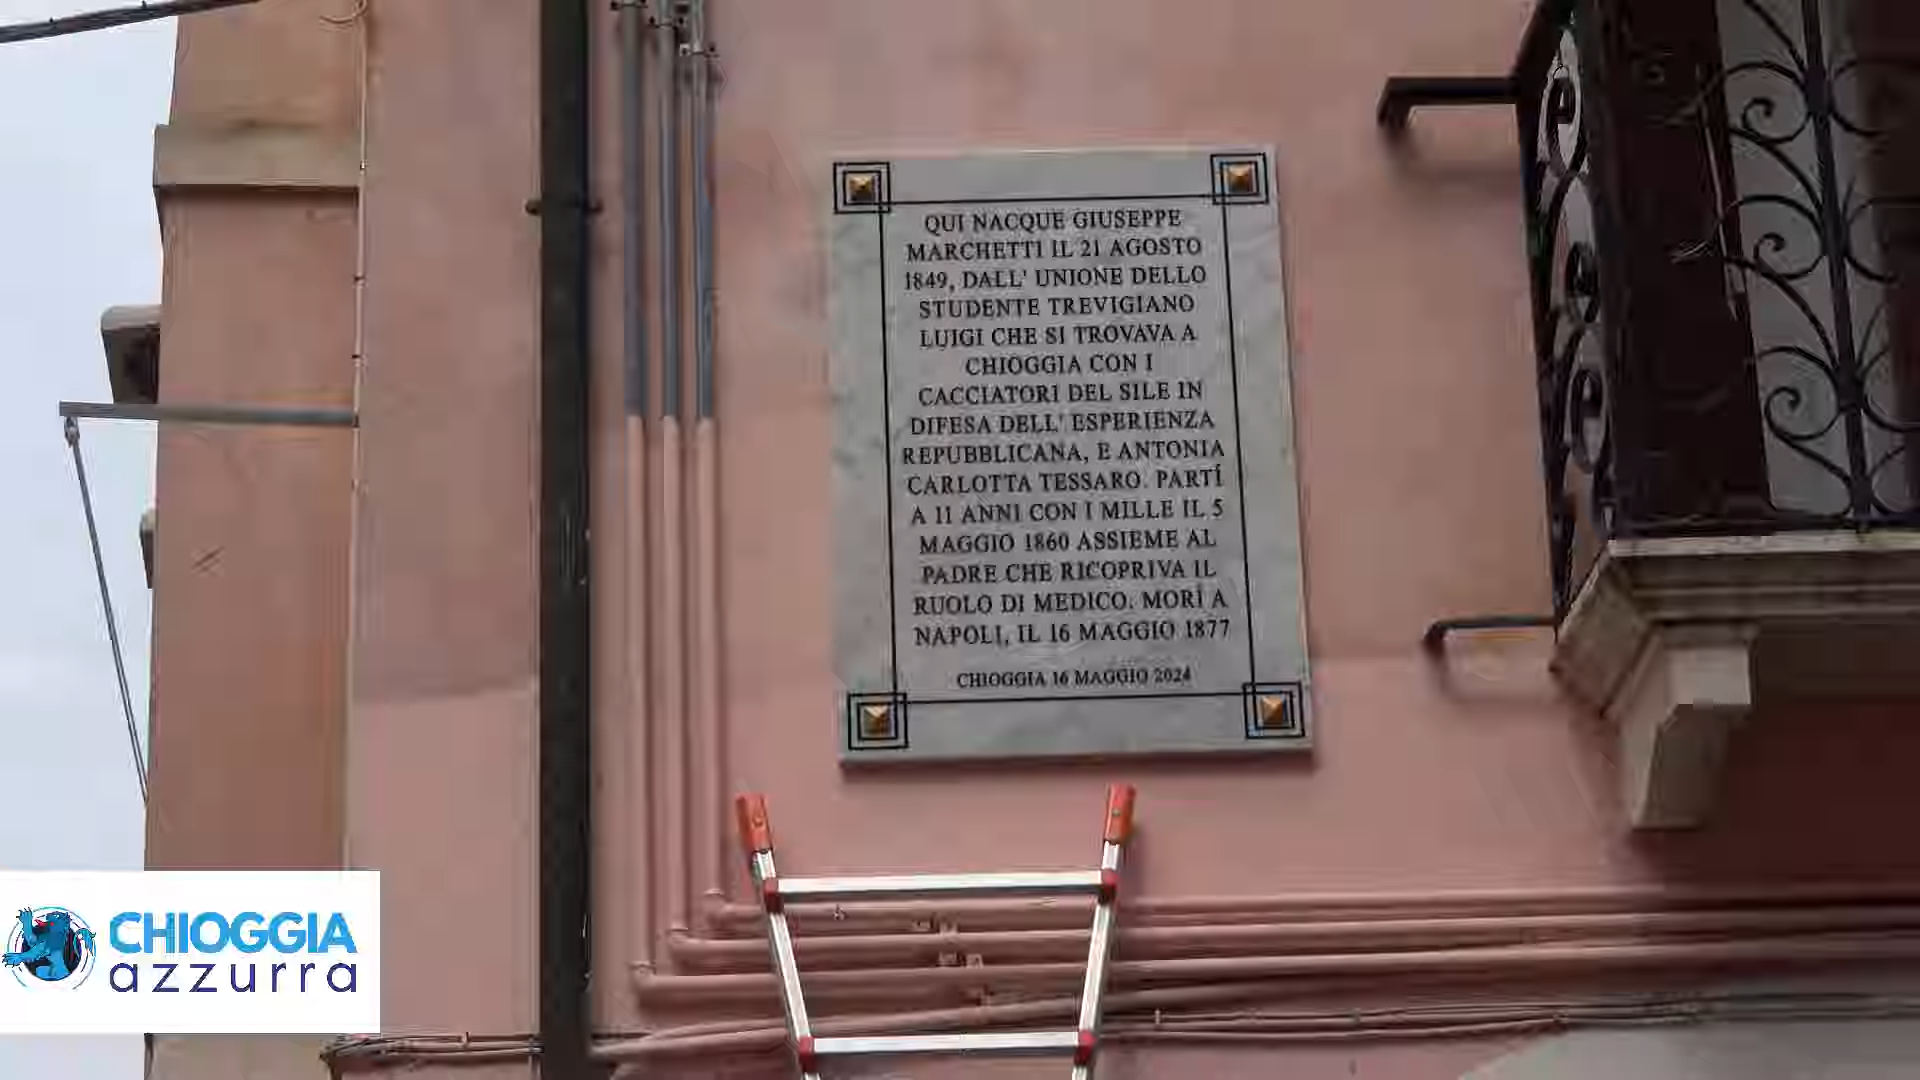 QUI NACQUE GIUSEPPE
MARCHETTI IL 21 AGOSTO
1849, DALL' UNIONE DELLO
STUDENTE TREVIGIANO
LUIGI CHE SI TROVAVA A
CHIOGGIA CON I
CACCIATORI DEL SILE IN
DIFESA DELL' ESPERIENZA
REPUBBLICANA, E ANTONIA
CARLOTTA TESSARO. PARTÍ
A 11 ANNI CON I MILLE IL 5
MAGGIO 1860 ASSIEME AL
PADRE CHE RICOPRIVA IL
RUOLO DI MEDICO. MORÍ A
NAPOLI, IL 16 MAGGIO 1877
CHIOGGIA 16 MAGGIO 2024
CHIOGGIA
azzurra